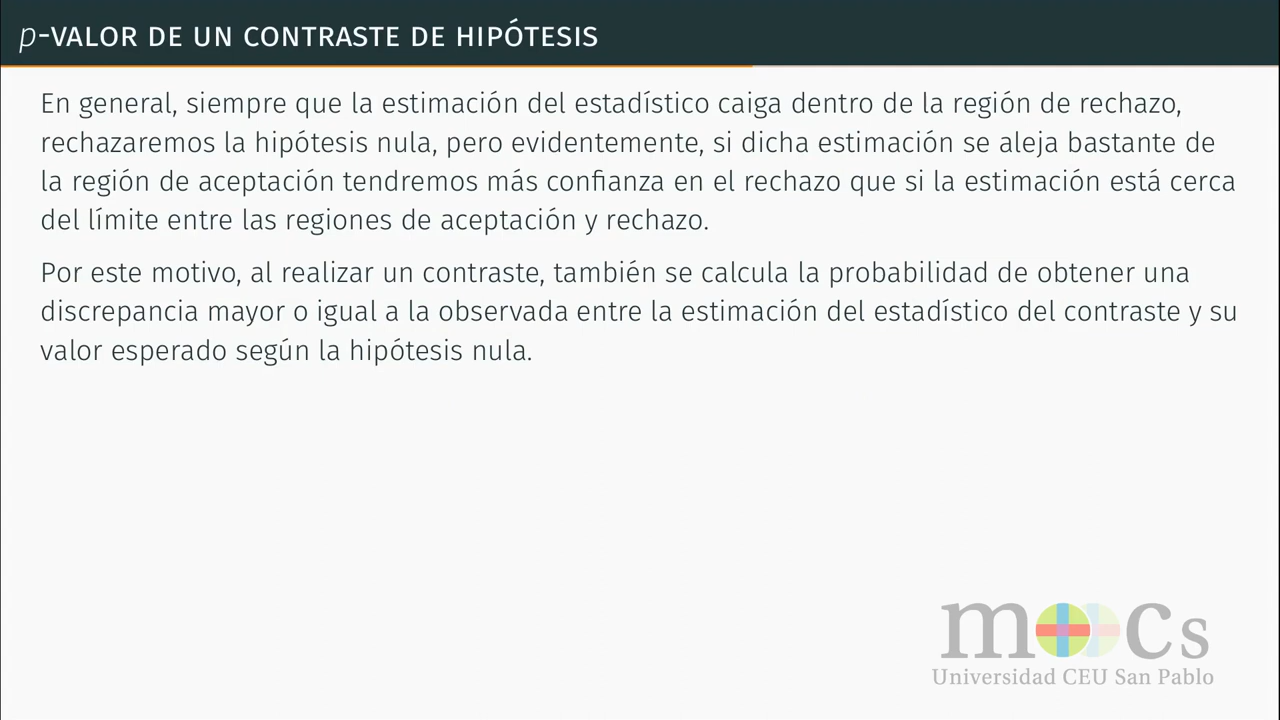 p-VALOR DE UN CONTRASTE DE HIPÓTESIS
En general, siempre que la estimación del estadístico caiga dentro de la región de rechazo,
rechazaremos la hipótesis nula, pero evidentemente, si dicha estimación se aleja bastante de
la región de aceptación tendremos más confianza en el rechazo que si la estimación está cerca
del límite entre las regiones de aceptación y rechazo.
Por este motivo, al realizar un contraste, también se calcula la probabilidad de obtener una
discrepancia mayor o igual a la observada entre la estimación del estadístico del contraste y su
valor esperado según la hipótesis nula.
moocs
Universidad CEU San Pablo